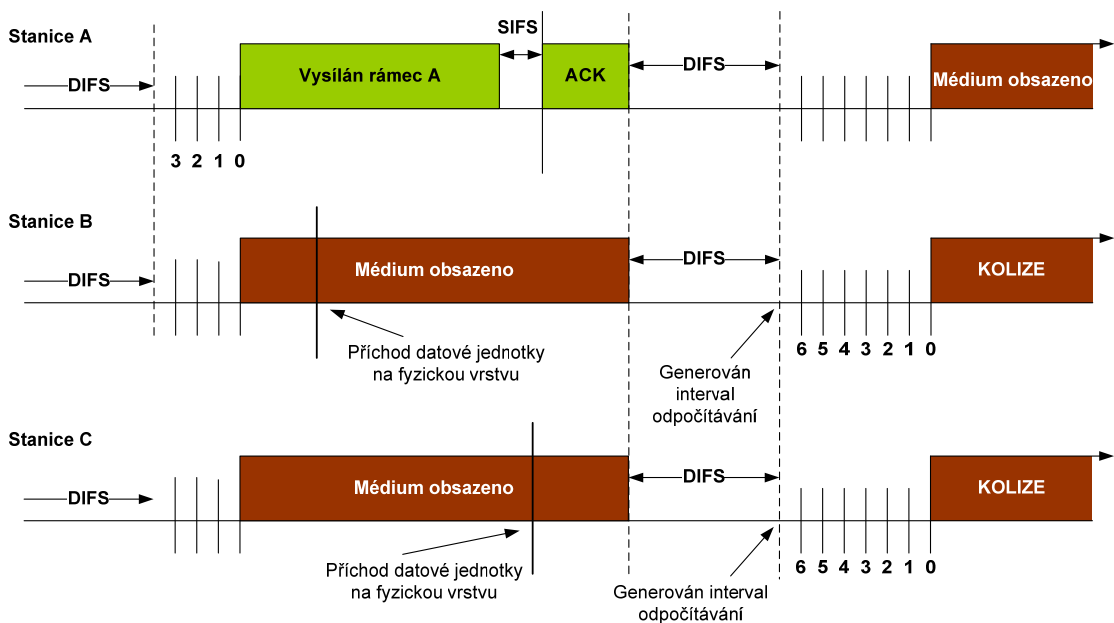 Stanice A
DIFS
3 2 1 0
Vysílán rámec A
SIFS
ACK
DIFS
Médium obsazeno
Stanice B
DIFS
Médium obsazeno
Příchod datové jednotky
na fyzickou vrstvu
DIFS
Generován
interval
odpočítávání
6 5 4 3 2 1 0
KOLIZE
Stanice C
DIFS
Médium obsazeno
Příchod datové jednotky
na fyzickou vrstvu
DIFS
Generován interval
odpočítávání
6 5 4 3 2 1 0
KOLIZE